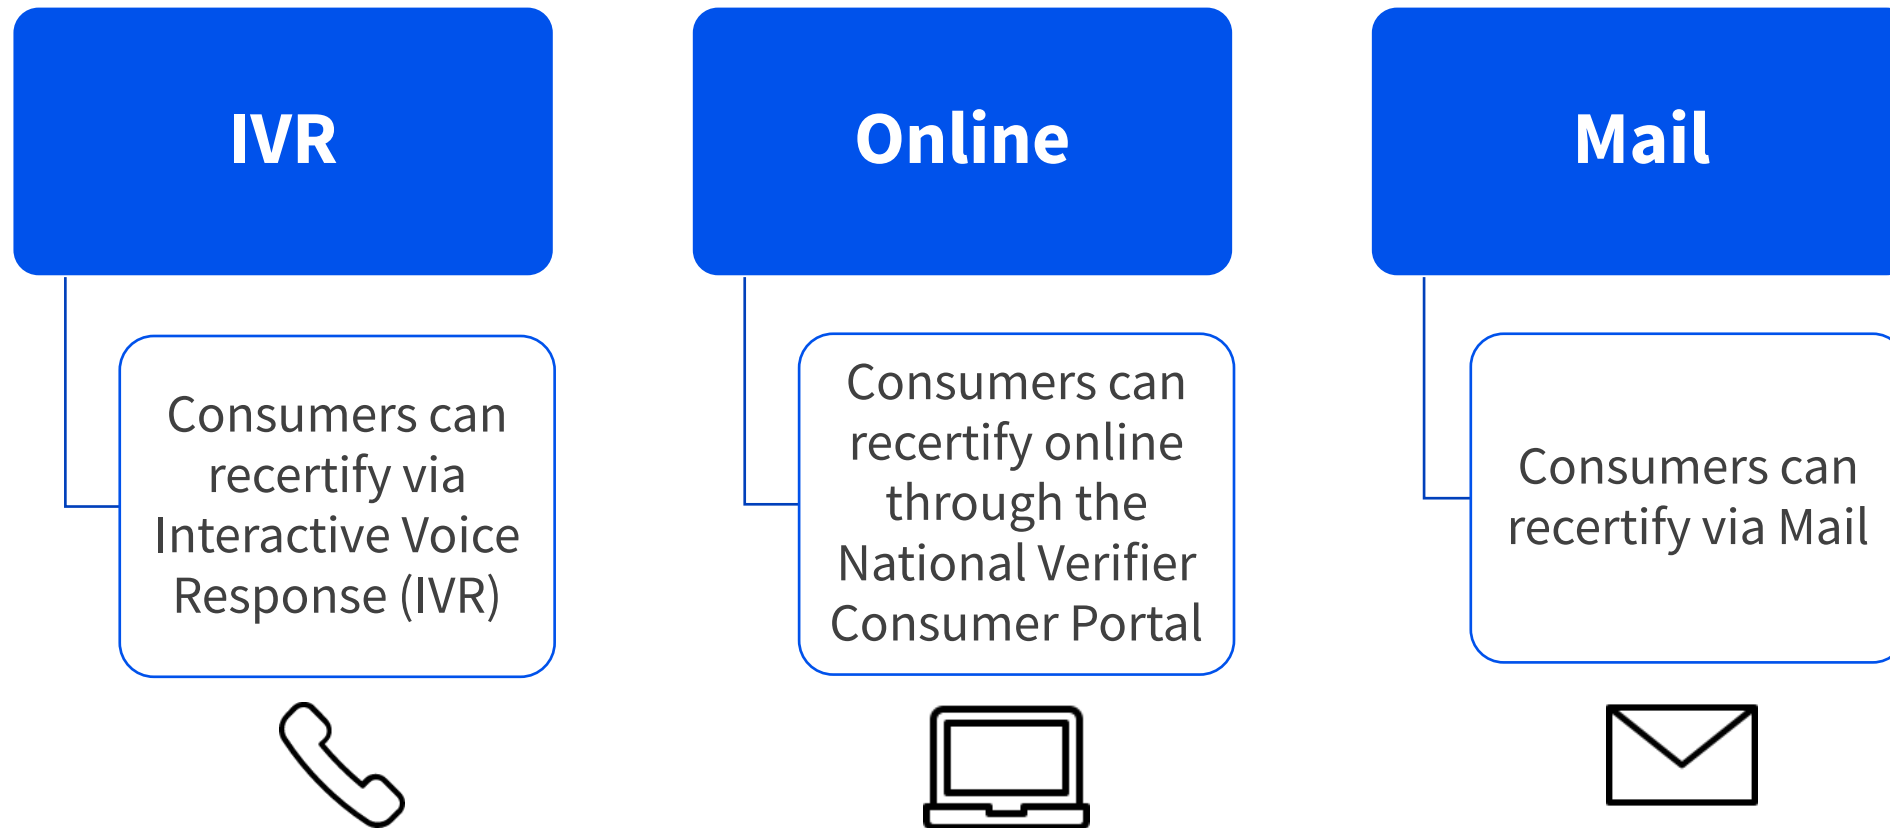 IVR
Consumers can
recertify via
Interactive Voice
Response (IVR)
Online
Consumers can
recertify online
through the
National Verifier
Consumer Portal
Mail
Consumers can
recertify via Mail